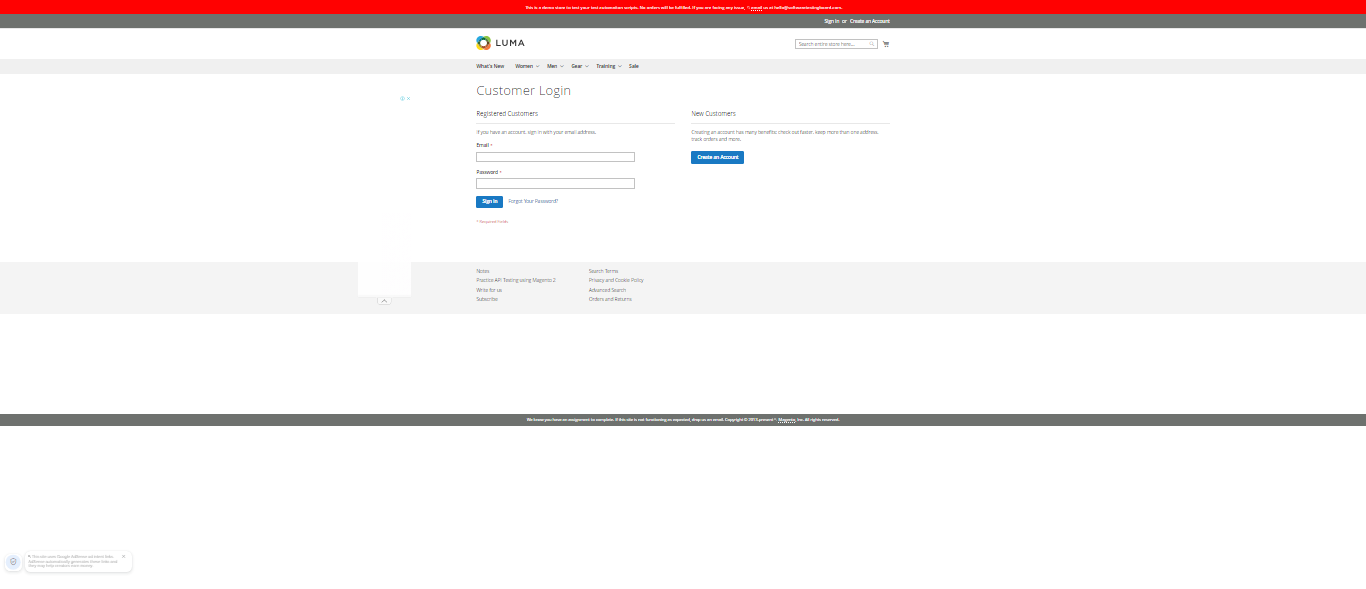 This is a demo store to test your test automation scripts. No orders will be fulfilled. If you are facing any issue, email us at hello@softwaretestingboard.com.
Sign In or Create an Account
LUMA
Search entire store here...
What's New Women Men Gear Training Sale
Customer Login
Registered Customers
If you have an account, sign in with your email address.
Email *
Password *
Sign In Forgot Your Password?
* Required Fields
New Customers
Creating an account has many benefits: check out faster, keep more than one address,
track orders and more.
Create an Account
Notes
Practice API Testing using Magento 2
Write for us
Subscribe
Search Terms
Privacy and Cookie Policy
Advanced Search
Orders and Returns
We know you have an assignment to complete. If this site is not functioning as expected, drop us an email. Copyright © 2013-present Magento, Inc. All rights reserved.